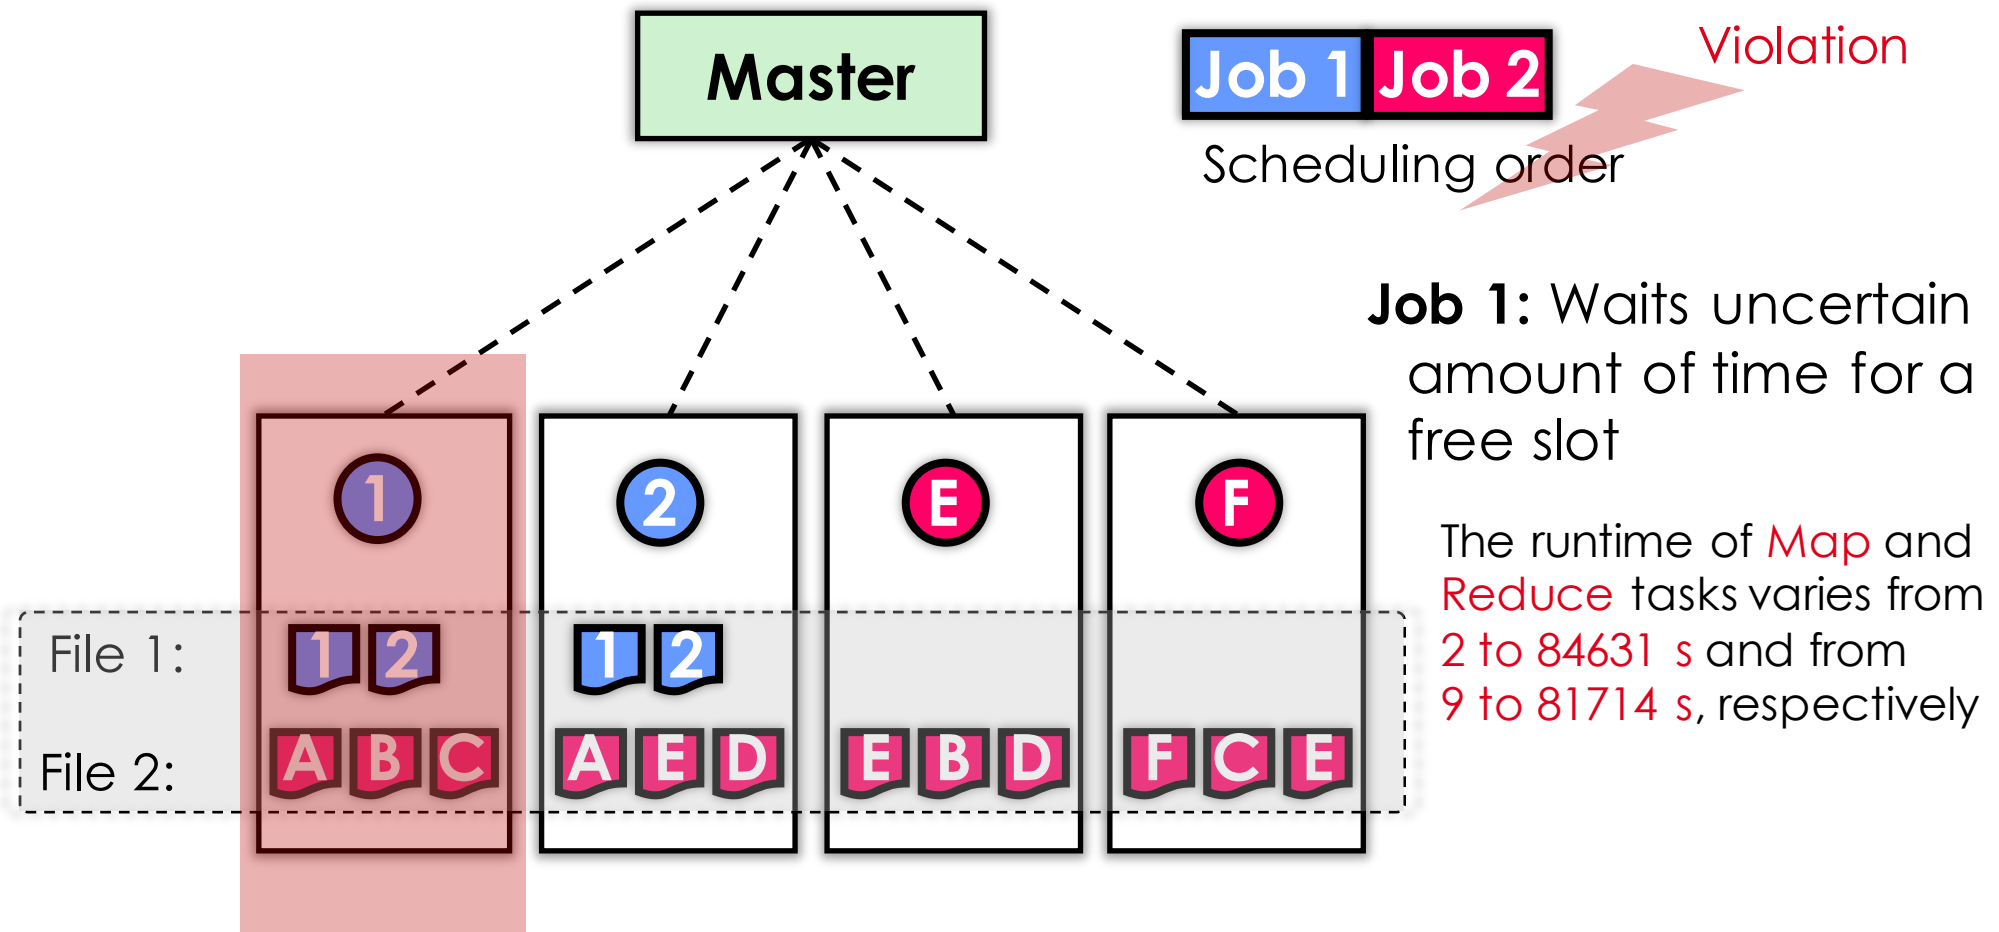 Master
Job 1 Job 2
Violation
Scheduling order
Job 1: Waits uncertain
amount of time for a
free slot
1 2 E F
The runtime of Map and
Reduce tasks varies from
2 to 84631 s and from
9 to 81714 s, respectively
File 1: 1 2 1 2
File 2: A B C A E D E B D F C E